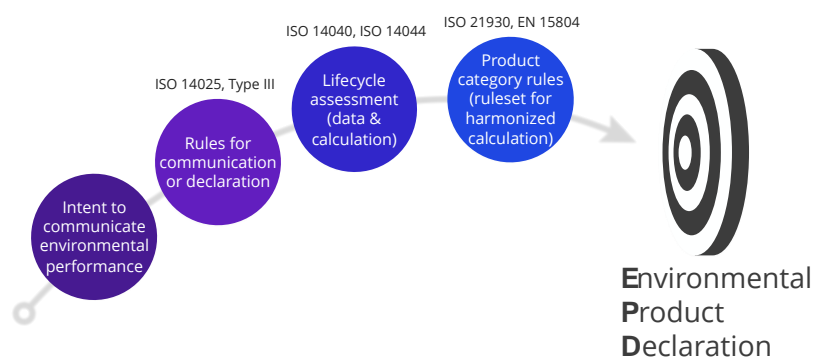 ISO 14025, Type III
ISO 14040, ISO 14044
ISO 21930, EN 15804
Intent to
communicate
environmental
performance
Rules for
communication
or declaration
Lifecycle
assessment
(data &
calculation)
Product
category rules
(ruleset for
harmonized
calculation)
Environmental
Product
Declaration